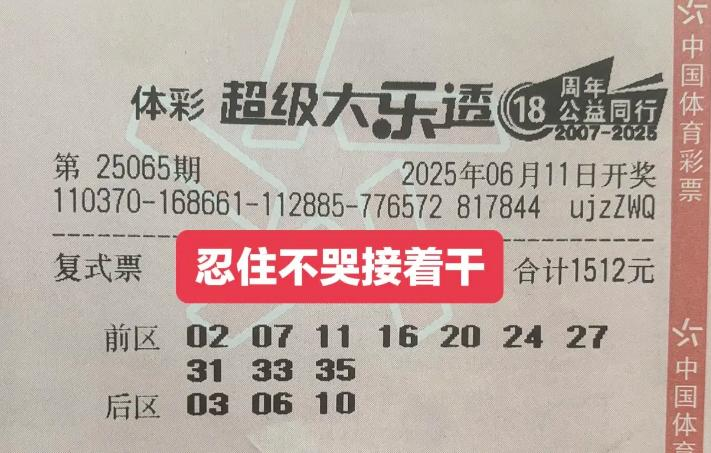 体彩 超级大乐透 18 周年 公益同行 2007-2025
第 25065期 2025年06月11日开奖
110370-168661-112885-776572 817844 ujzZWQ
复式票 忍住不哭接着干 合计1512元
前区 02 07 11 16 20 24 27
31 33 35
后区 03 06 10
中国体育彩票
中国体育